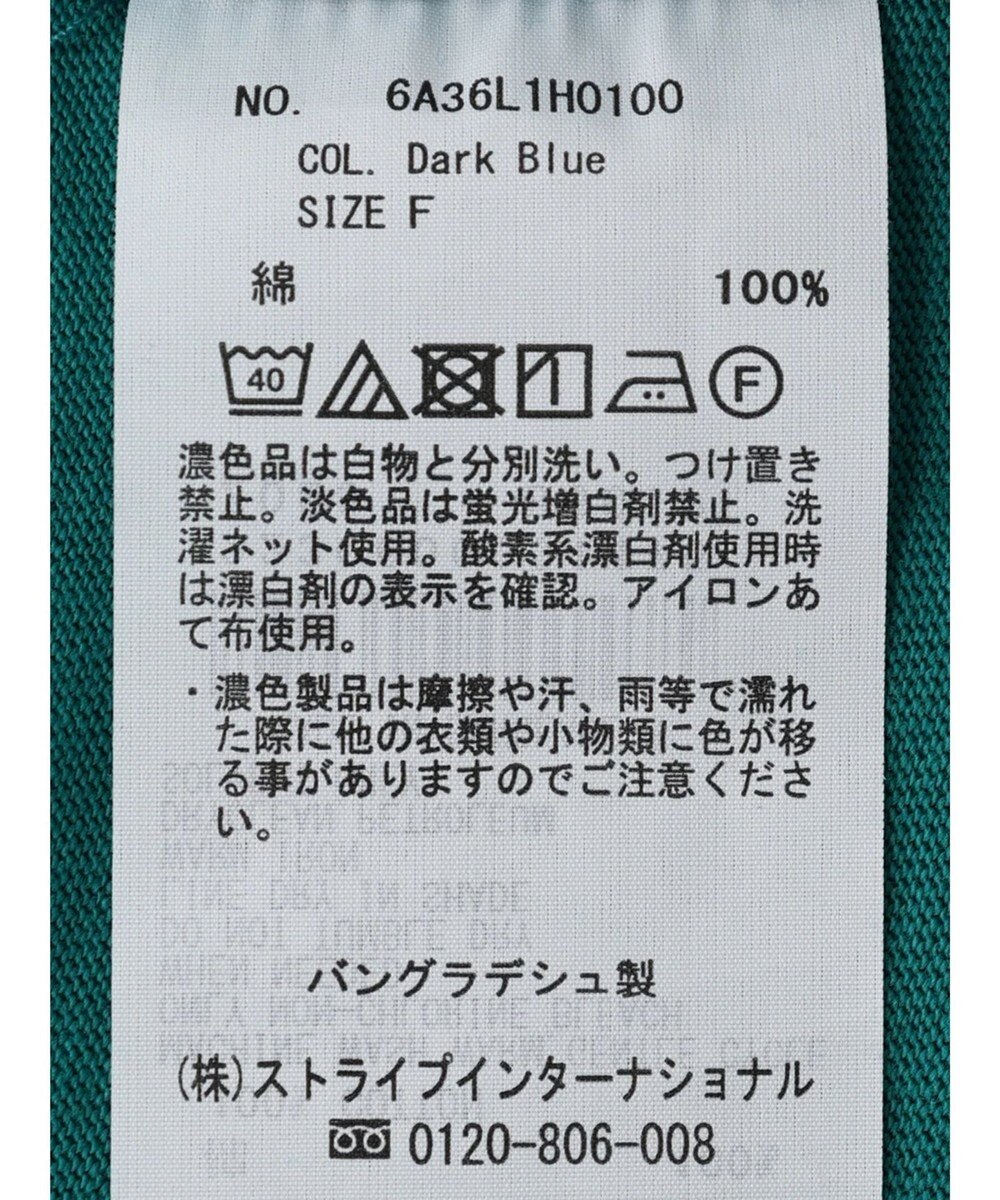 NO. 6A36L1H0100
COL. Dark Blue
SIZE F
綿 100%
40 F
濃色品は白物と分別洗い。つけ置き
禁止。淡色品は蛍光増白剤禁止。洗
濯ネット使用。酸素系漂白剤使用時
は漂白剤の表示を確認。アイロンあ
て布使用。
・濃色製品は摩擦や汗、雨等で濡れ
た際に他の衣類や小物類に色が移
る事がありますのでご注意くださ
い。
バングラデシュ製
(株)ストライプインターナショナル
0120-806-008